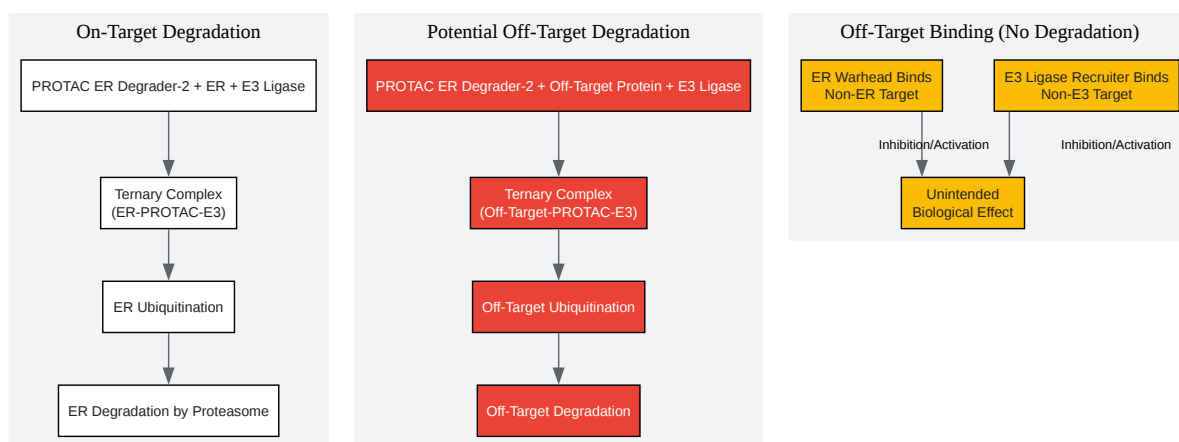 On-Target Degradation
PROTAC ER Degrader-2 + ER + E3 Ligase
Ternary Complex
(ER-PROTAC-E3)
ER Ubiquitination
ER Degradation by Proteasome
Potential Off-Target Degradation
PROTAC ER Degrader-2 + Off-Target Protein + E3 Ligase
Ternary Complex
(Off-Target-PROTAC-E3)
Off-Target Ubiquitination
Off-Target Degradation
Off-Target Binding (No Degradation)
ER Warhead Binds
Non-ER Target
E3 Ligase Recruiter Binds
Non-E3 Target
Inhibition/Activation
Inhibition/Activation
Unintended
Biological Effect